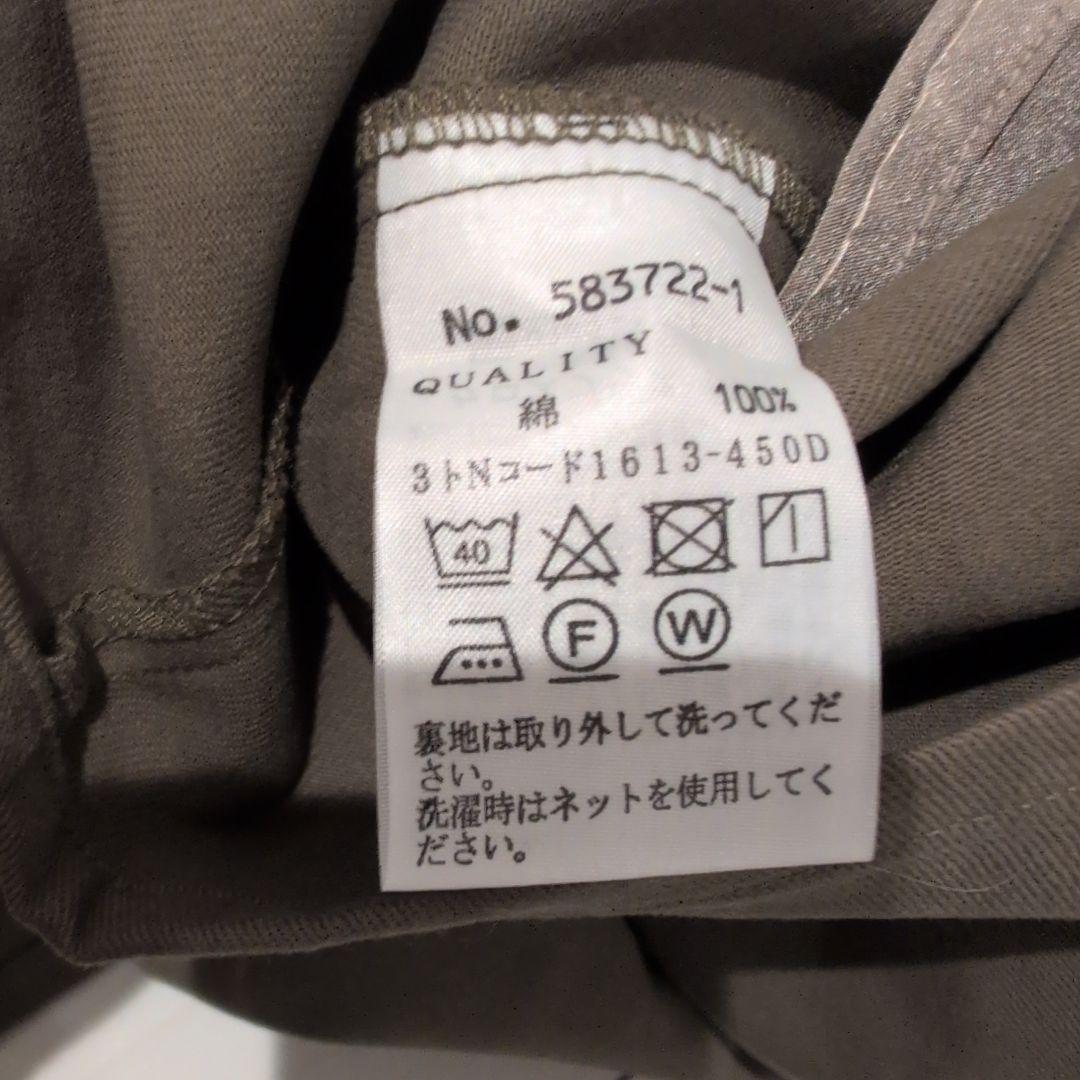 No. 583722-1
QUALITY
綿 100%
3トNコード1613-450D
40
F W
裏地は取り外して洗ってくだ
さい。
洗濯時はネットを使用してく
ださい。